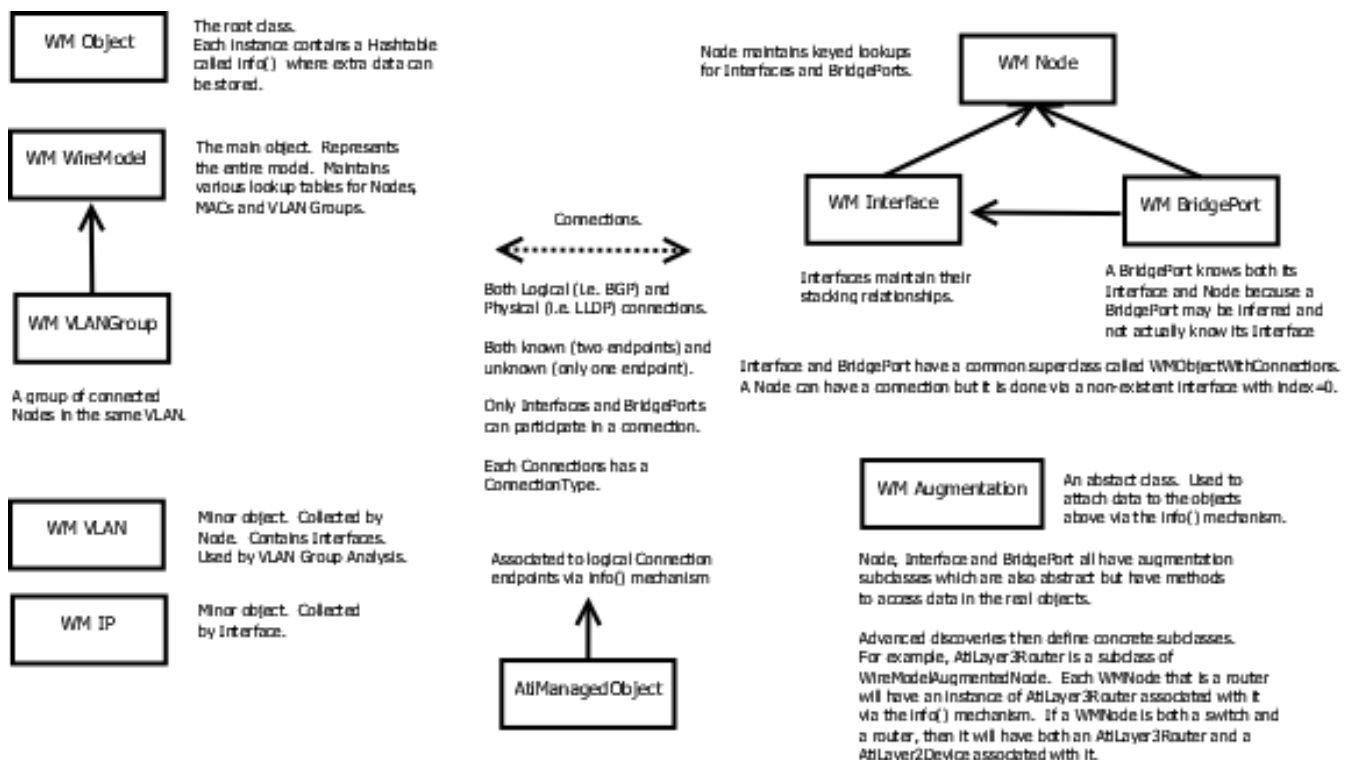 WM Object
The root class.
Each Instance contains a Hashtable
called Info() where extra data can
be stored.
WM WireModel
The main object. Represents
the entire model. Maintains
various lookup tables for Nodes,
MACs and VLAN Groups.
WM VLANGroup
A group of connected
Nodes in the same VLAN.
WM VLAN
Minor object. Collected by
Node. Contains Interfaces.
Used by VLAN Group Analysis.
WM IP
Minor object. Collected
by Interface.
Connections.
Both Logical (i.e. BGP) and
Physical (i.e. LLDP) connections.
Both known (two endpoints) and
unknown (only one endpoint).
Only Interfaces and BridgePorts
can participate in a connection.
Each Connections has a
ConnectionType.
Associated to logical Connection
endpoints via Info() mechanism
AtiManagedObject
Node maintains keyed lookups
for Interfaces and BridgePorts.
WM Node
WM Interface
WM BridgePort
Interfaces maintain their
stacking relationships.
A BridgePort knows both its
Interface and Node because a
BridgePort may be inferred and
not actually know its Interface
Interface and BridgePort have a common superclass called WMObjectWithConnections.
A Node can have a connection but it is done via a non-existent interface with index=0.
WM Augmentation
An abstact class. Used to
attach data to the objects
above via the Info() mechanism.
Node, Interface and BridgePort all have augmentation
subclasses which are also abstract but have methods
to access data in the real objects.
Advanced discoveries then define concrete subclasses.
For example, AtiLayer3Router is a subclass of
WireModelAugmentedNode. Each WMNode that is a router
will have an instance of AtiLayer3Router associated with it
via the Info() mechanism. If a WMNode is both a switch and
a router, then it will have both an AtiLayer3Router and a
AtiLayer2Device associated with it.